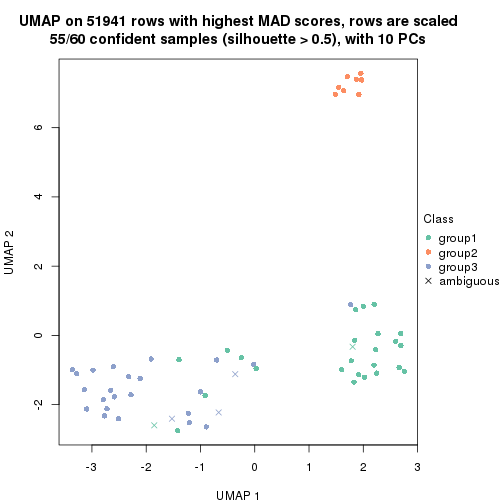 UMAP on 51941 rows with highest MAD scores, rows are scaled
55/60 confident samples (silhouette > 0.5), with 10 PCs
6
4
2
0
-2
UMAP 2
-3
-2
-1
0
1
2
3
UMAP 1
Class
group1
group2
group3
ambiguous